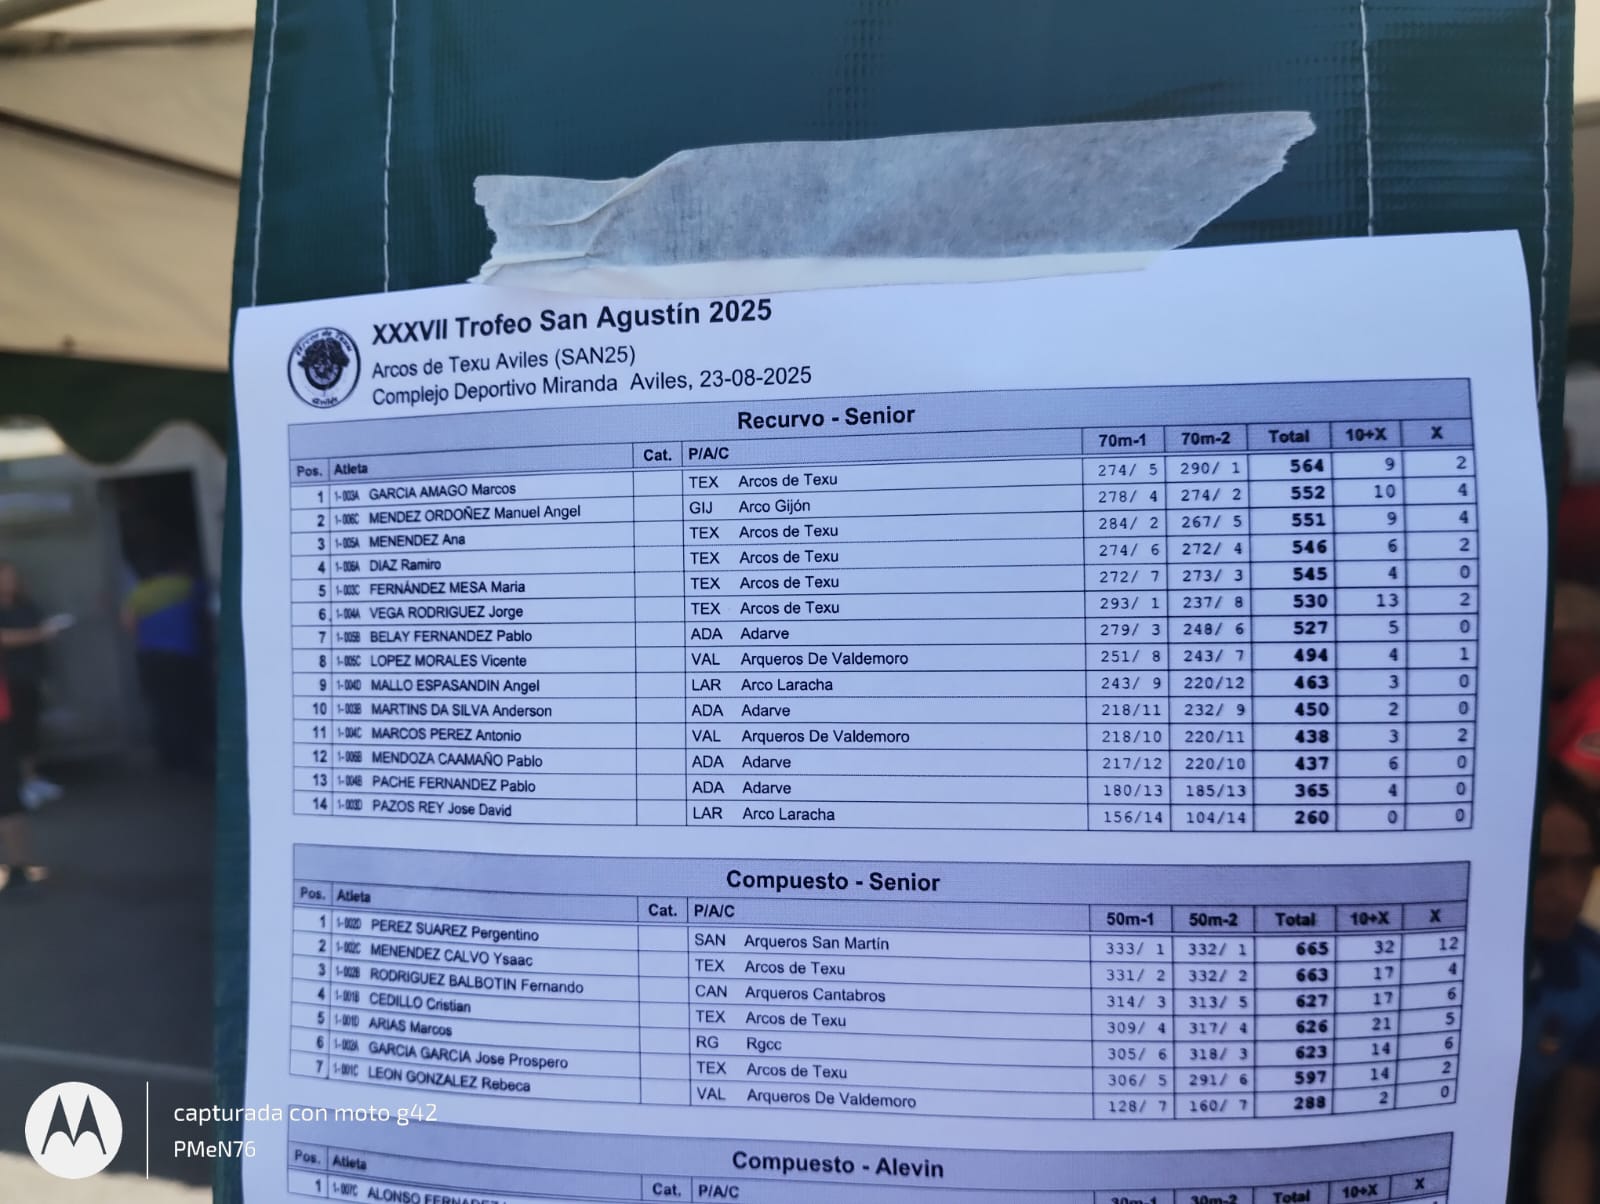 XXXVII Trofeo San Agustín 2025
Arcos de Texu Aviles (SAN25)
Complejo Deportivo Miranda Aviles, 23-08-2025
Recurvo - Senior
Pos. Atleta Cat. P/A/C 70m-1 70m-2 Total 10+X X
1 1-003A GARCIA AMAGO Marcos TEX Arcos de Texu 274/ 5 290/ 1 564 9 2
2 1-006C MENDEZ ORDOÑEZ Manuel Angel GIJ Arco Gijón 278/ 4 274/ 2 552 10 4
3 1-005A MENENDEZ Ana TEX Arcos de Texu 284/ 2 267/ 5 551 9 4
4 1-006A DIAZ Ramiro TEX Arcos de Texu 274/ 6 272/ 4 546 6 2
5 1-003C FERNÁNDEZ MESA Maria TEX Arcos de Texu 272/ 7 273/ 3 545 4 0
6 1-004A VEGA RODRIGUEZ Jorge TEX Arcos de Texu 293/ 1 237/ 8 530 13 2
7 1-005B BELAY FERNANDEZ Pablo ADA Adarve 279/ 3 248/ 6 527 5 0
8 1-005C LOPEZ MORALES Vicente VAL Arqueros De Valdemoro 251/ 8 243/ 7 494 4 1
9 1-004D MALLO ESPASANDIN Angel LAR Arco Laracha 243/ 9 220/12 463 3 0
10 1-003B MARTINS DA SILVA Anderson ADA Adarve 218/11 232/ 9 450 2 0
11 1-004C MARCOS PEREZ Antonio VAL Arqueros De Valdemoro 218/10 220/11 438 3 2
12 1-006B MENDOZA CAAMAÑO Pablo ADA Adarve 217/12 220/10 437 6 0
13 1-004B PACHE FERNANDEZ Pablo ADA Adarve 180/13 185/13 365 4 0
14 1-003D PAZOS REY Jose David LAR Arco Laracha 156/14 104/14 260 0 0
Compuesto - Senior
Pos. Atleta Cat. P/A/C 50m-1 50m-2 Total 10+X X
1 1-002D PEREZ SUAREZ Pergentino SAN Arqueros San Martín 333/ 1 332/ 1 665 32 12
2 1-002C MENENDEZ CALVO Ysaac TEX Arcos de Texu 331/ 2 332/ 2 663 17 4
3 1-002B RODRIGUEZ BALBOTIN Fernando CAN Arqueros Cantabros 314/ 3 313/ 5 627 17 6
4 1-001B CEDILLO Cristian TEX Arcos de Texu 309/ 4 317/ 4 626 21 5
5 1-001D ARIAS Marcos RG Rgcc 305/ 6 318/ 3 623 14 6
6 1-002A GARCIA GARCIA Jose Prospero TEX Arcos de Texu 306/ 5 291/ 6 597 14 2
7 1-001C LEON GONZALEZ Rebeca VAL Arqueros De Valdemoro 128/ 7 160/ 7 288 2 0
Compuesto - Alevin
Pos. Atleta Cat. P/A/C 30m-1 30m-2 Total 10+X X
1 1-007C ALONSO
capturada con moto g42
PMeN76